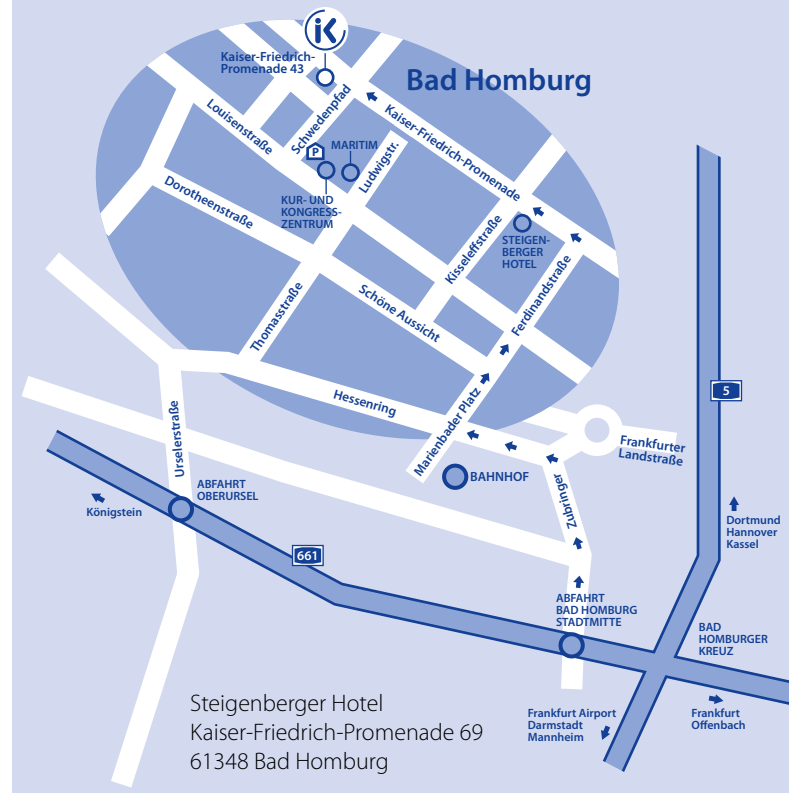 iK
Kaiser-Friedrich-
Promenade 43
Bad Homburg
Louisenstraße
Schwedenpfad
Kaiser-Friedrich-Promenade
P
MARITIM
Ludwigstr.
Dorotheenstraße
KUR- UND
KONGRESS-
ZENTRUM
Kisseleffstraße
STEIGEN-
BERGER
HOTEL
Thomasstraße
Schöne Aussicht
Ferdinandstraße
Hessenring
Marienbader Platz
5
Urselerstraße
Frankfurter
Landstraße
BAHNHOF
Zubringer
ABFAHRT
OBERURSEL
Königstein
Dortmund
Hannover
Kassel
661
ABFAHRT
BAD HOMBURG
STADTMITTE
BAD
HOMBURGER
KREUZ
Frankfurt Airport
Darmstadt
Mannheim
Frankfurt
Offenbach
Steigenberger Hotel
Kaiser-Friedrich-Promenade 69
61348 Bad Homburg